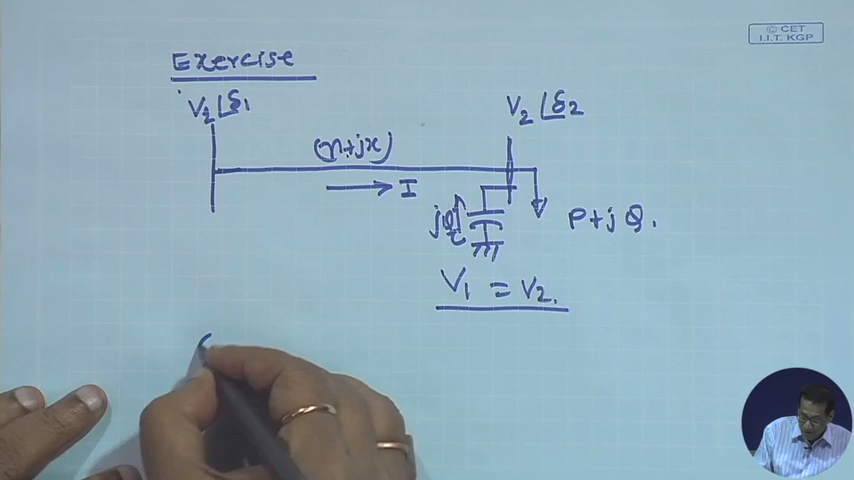 Exercise
© CET
I.I.T. KGP
V₂∠δ₁
V₂∠δ₂
(r+jx)
I
jQc
P+jQ.
V₁ = V₂.